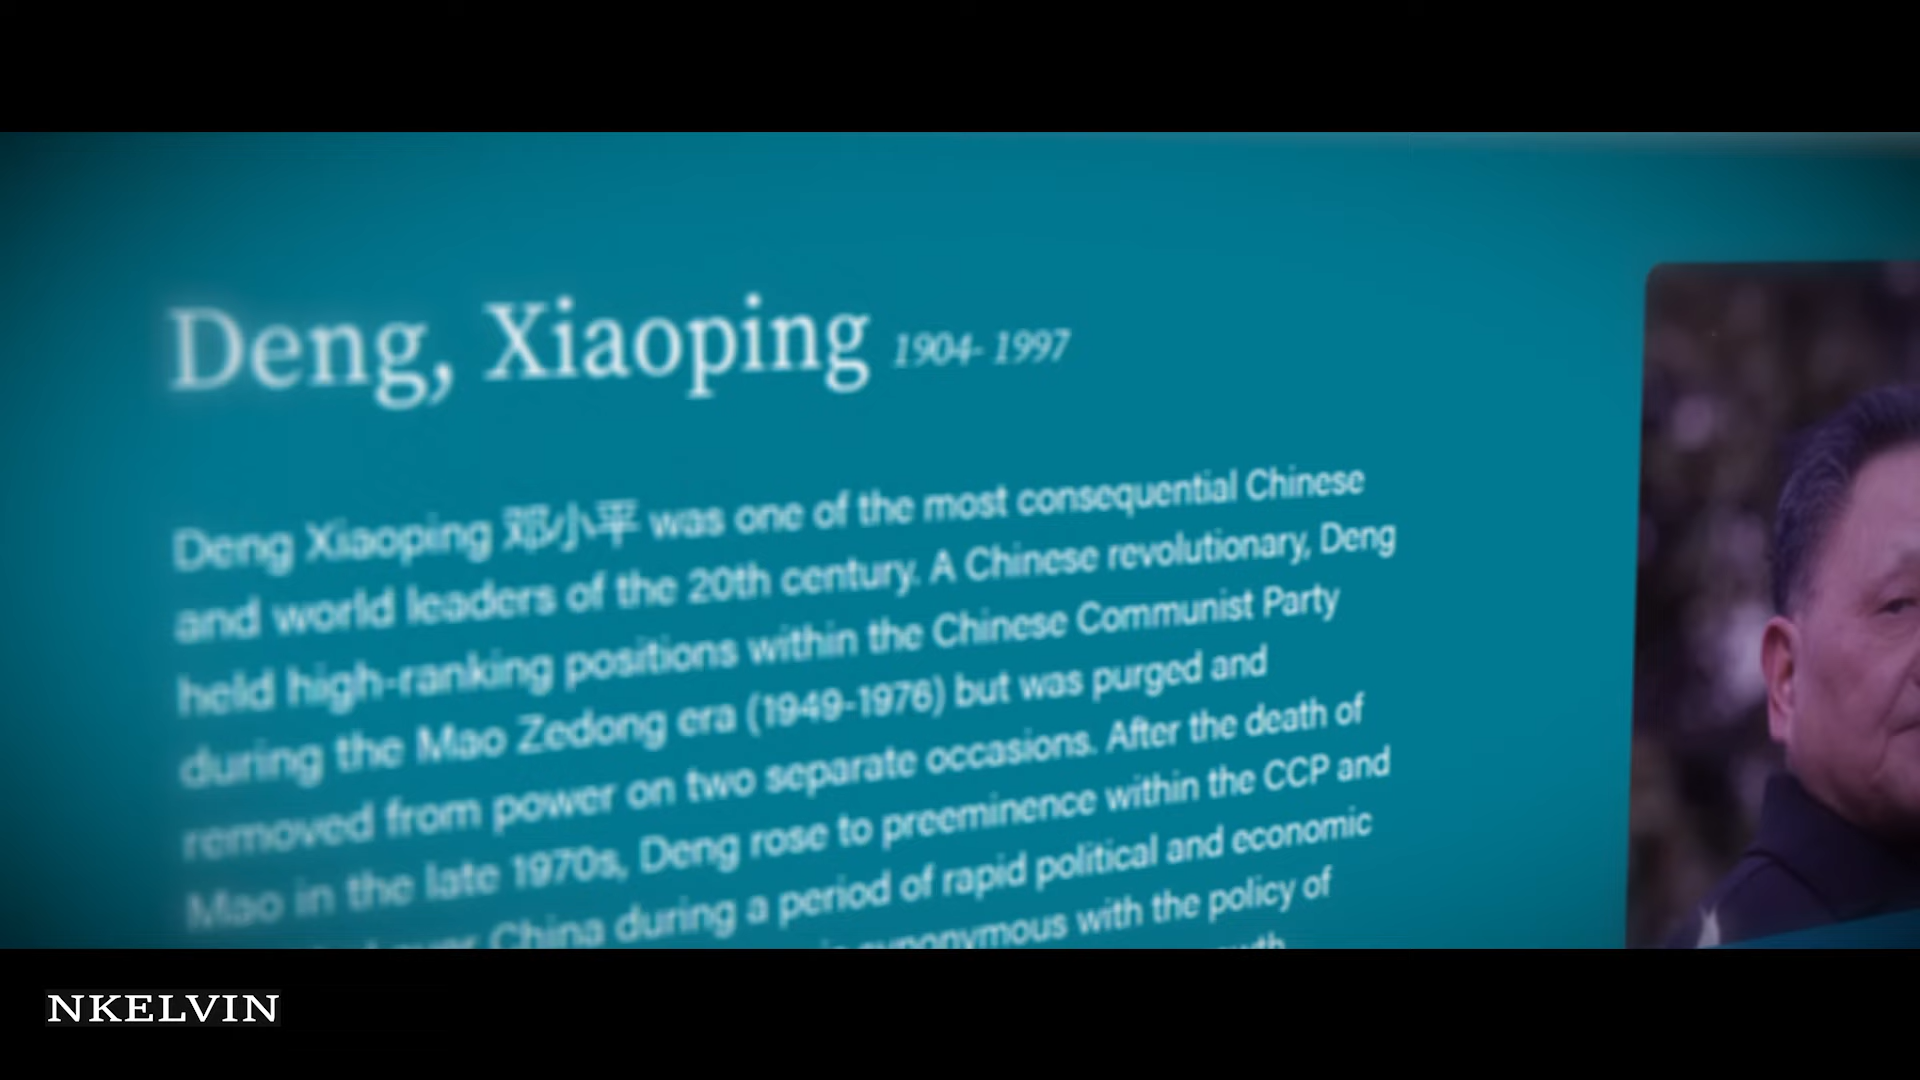 Deng, Xiaoping 1904- 1997
Deng Xiaoping 邓小平 was one of the most consequential Chinese
and world leaders of the 20th century. A Chinese revolutionary, Deng
held high-ranking positions within the Chinese Communist Party
during the Mao Zedong era (1949-1976) but was purged and
removed from power on two separate occasions. After the death of
Mao in the late 1970s, Deng rose to preeminence within the CCP and
over China during a period of rapid political and economic
synonymous with the policy of
NKELVIN